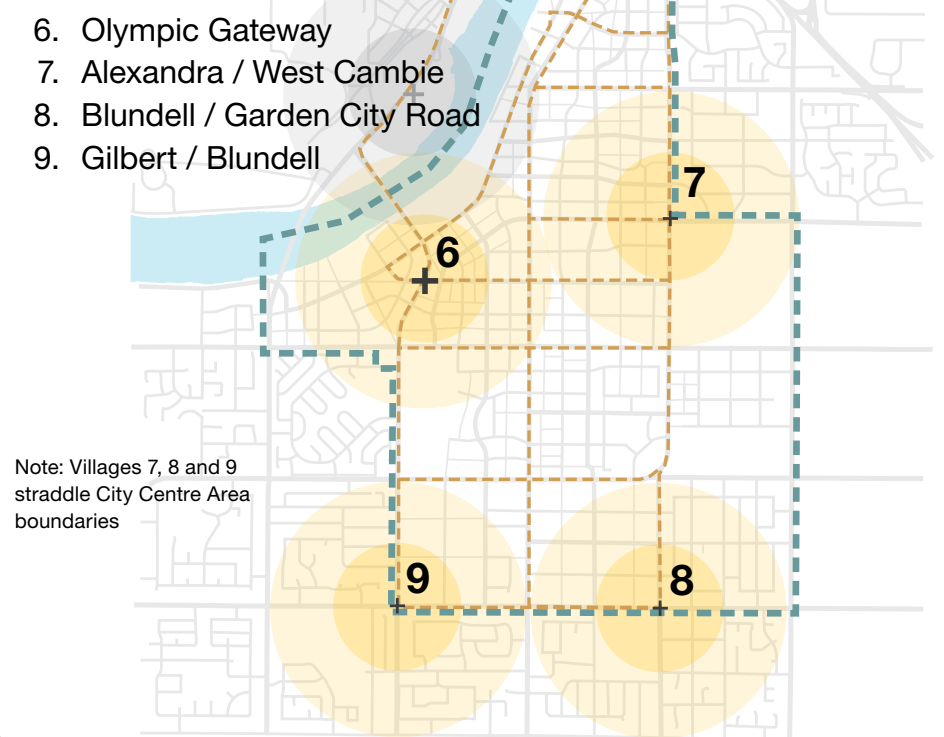 6. Olympic Gateway
7. Alexandra / West Cambie
8. Blundell / Garden City Road
9. Gilbert / Blundell
7
6
Note: Villages 7, 8 and 9
straddle City Centre Area
boundaries
9
8